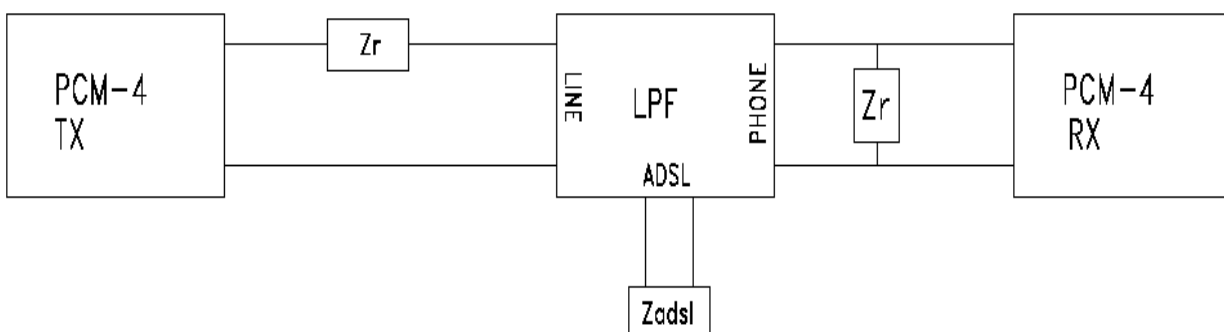 PCM-4
TX
Zr
LINE
LPF
PHONE
ADSL
Zr
PCM-4
RX
Zadsl